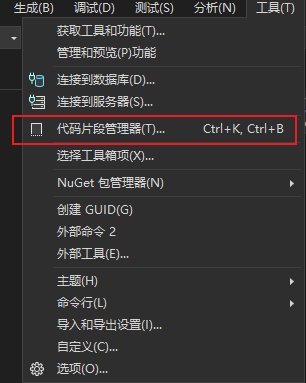 生成(B) 调试(D) 测试(S) 分析(N) 工具(T)
获取工具和功能(T)...
管理和预览(P)功能
连接到数据库(D)...
连接到服务器(S)...
代码片段管理器(T)... Ctrl+K, Ctrl+B
选择工具箱项(X)...
NuGet 包管理器(N)
创建 GUID(G)
外部命令 2
外部工具(E)...
主题(H)
命令行(L)
导入和导出设置(I)...
自定义(C)...
选项(O)...